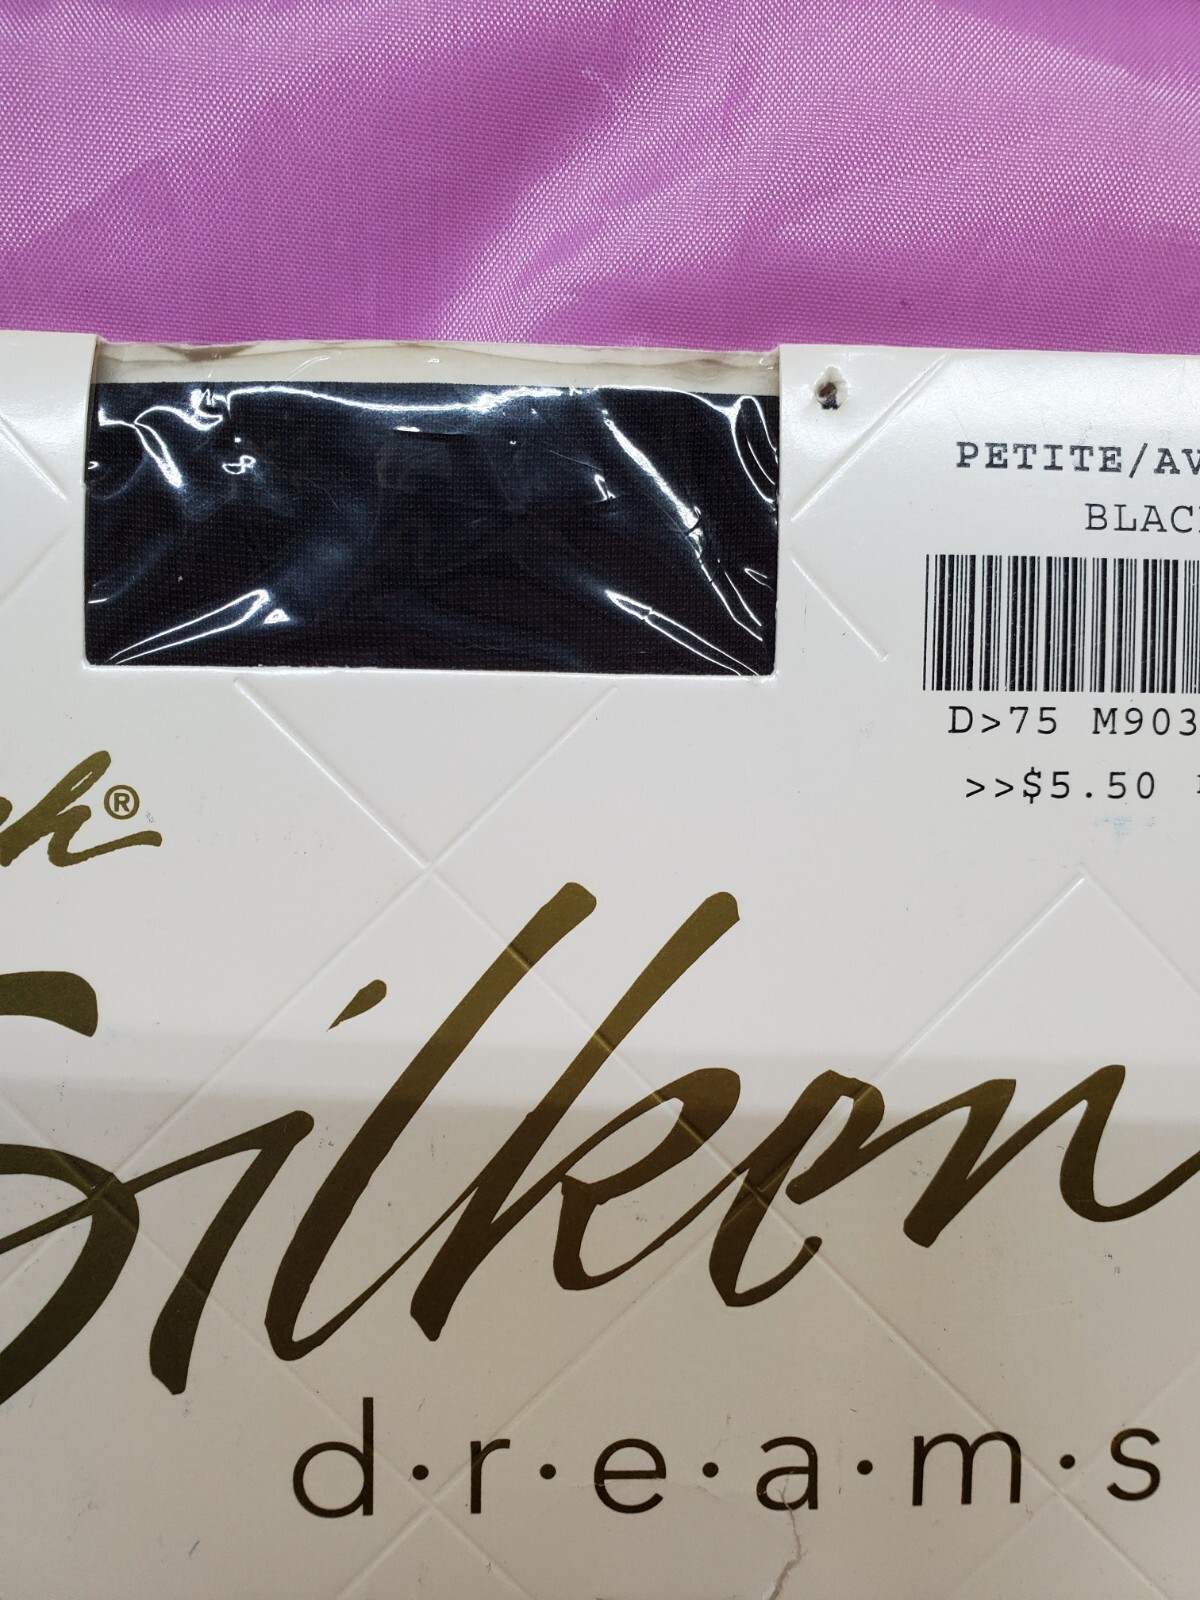 PETITE/AV
BLAC
D>75 M903
>>$5.50
h®
Silken
d·r·e·a·m·s